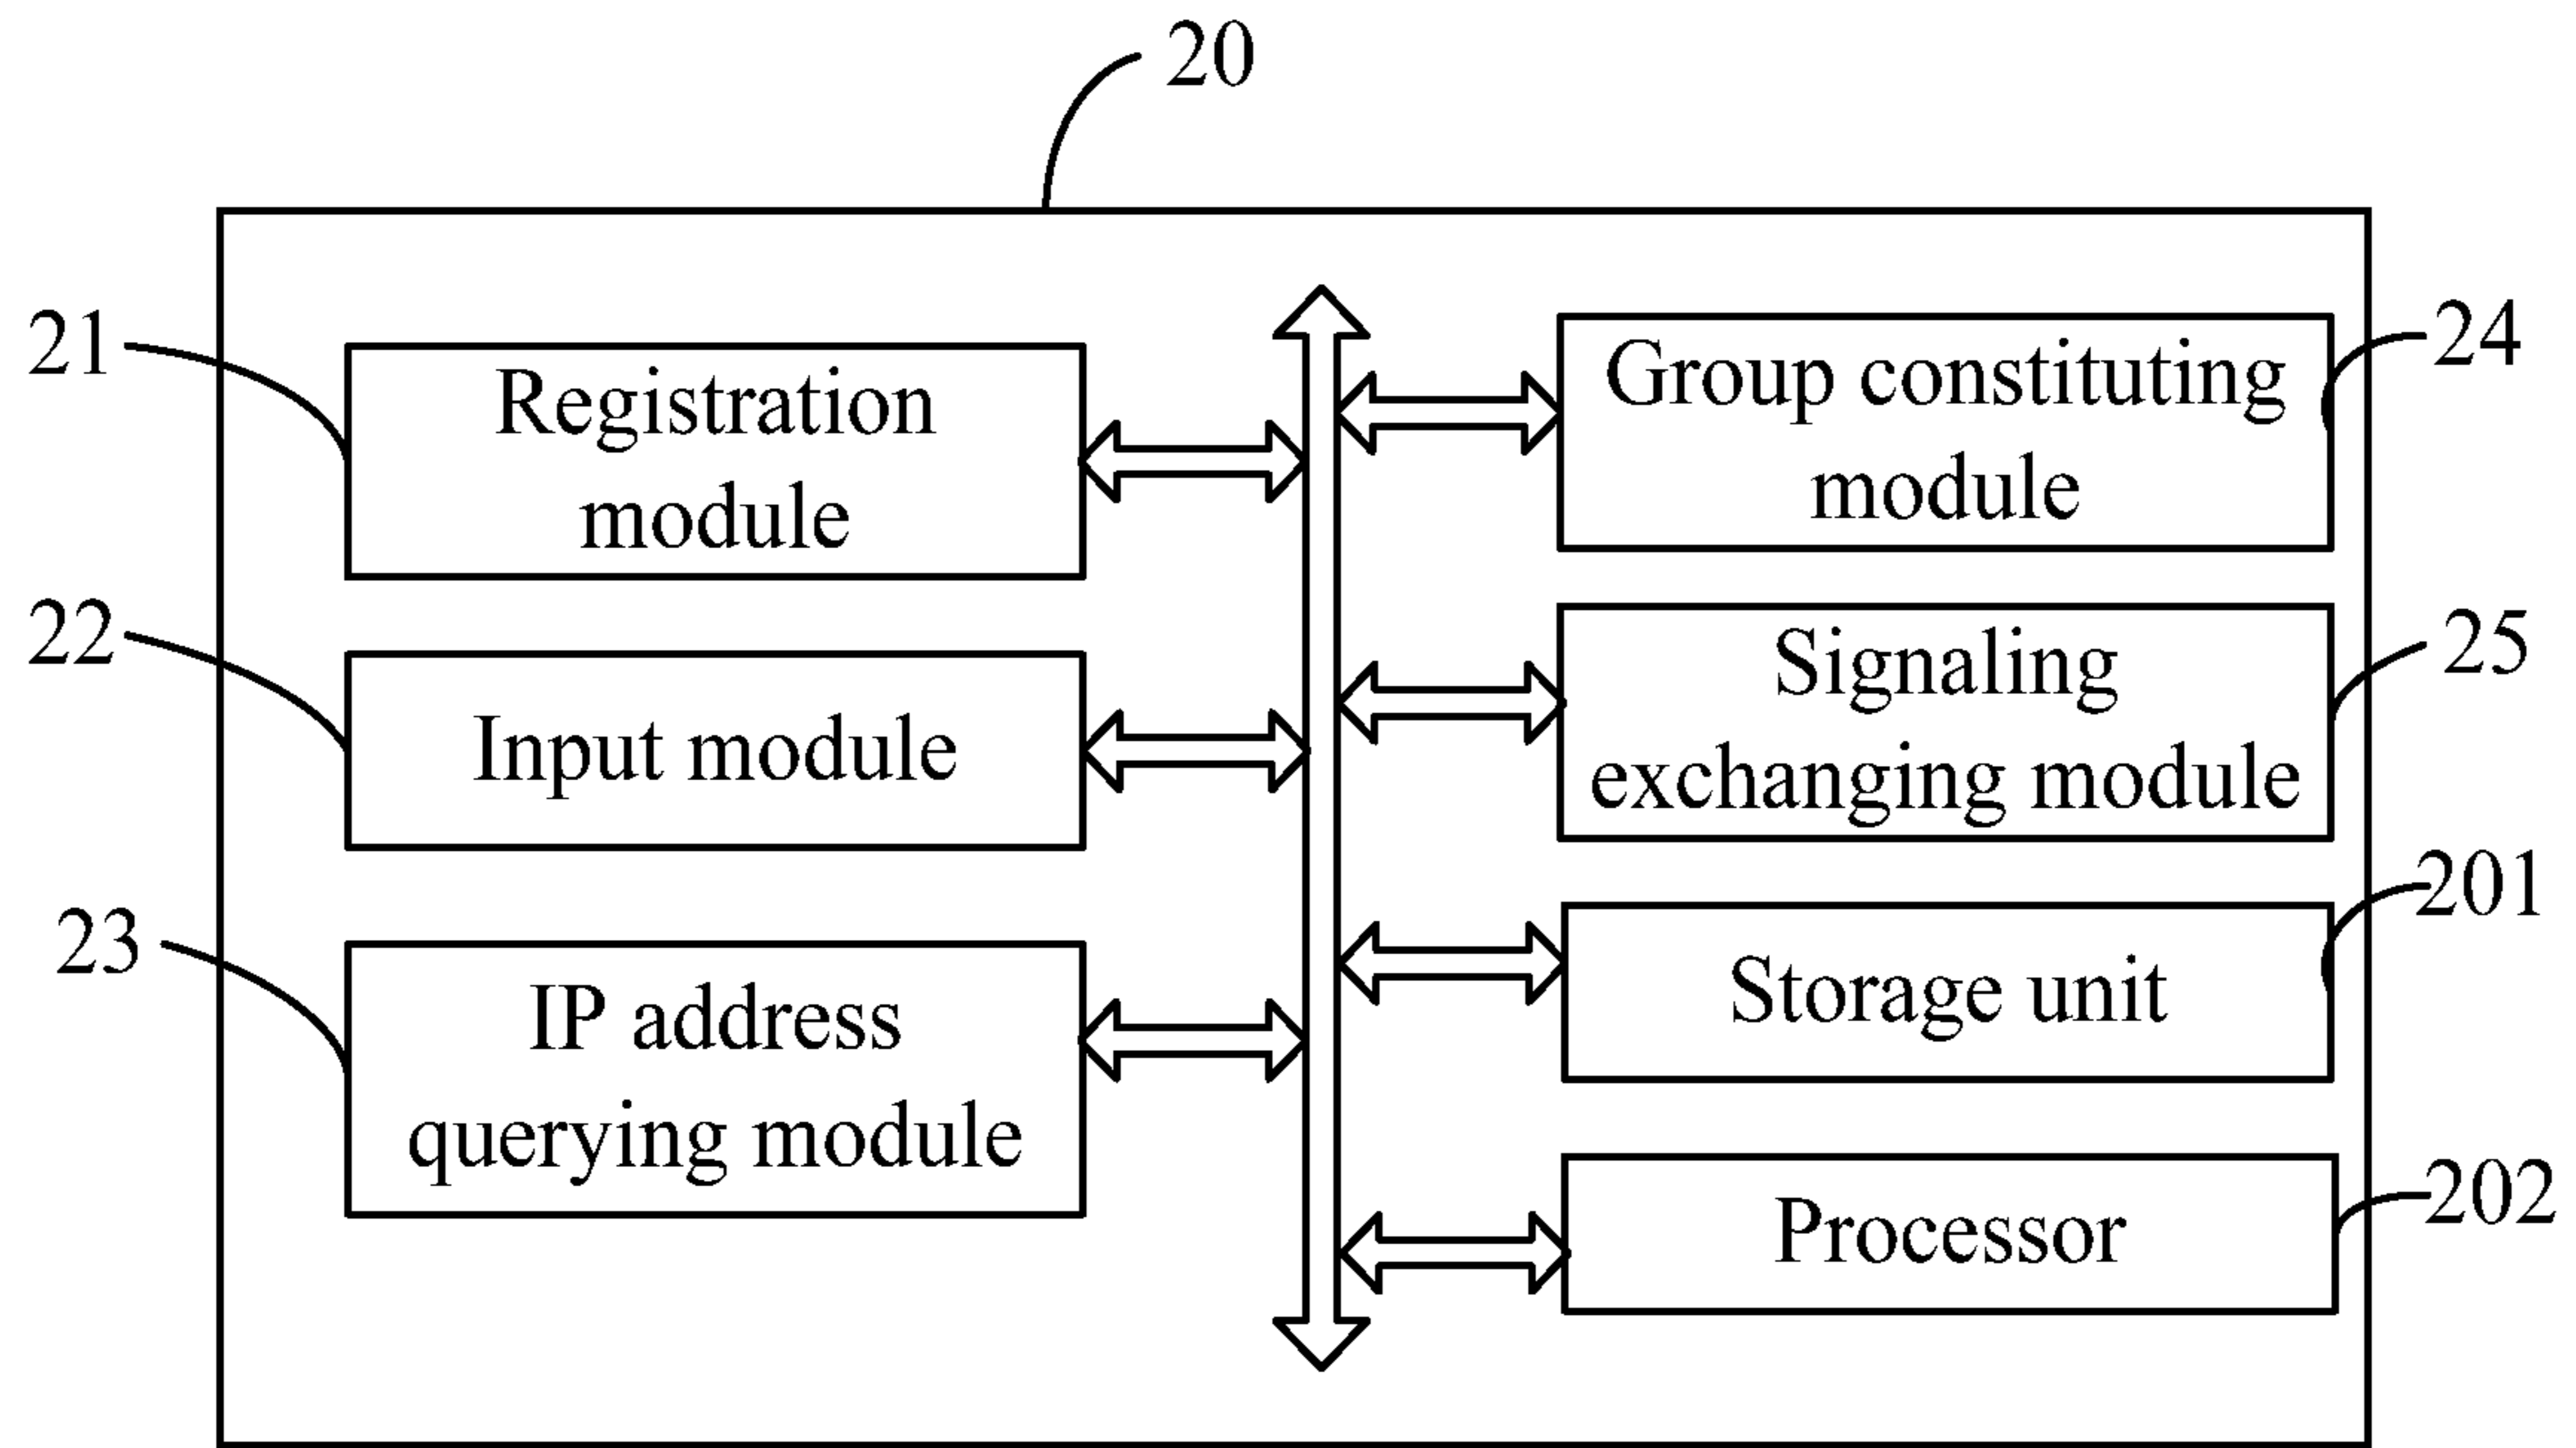 20
21
Registration
module
22
Input module
23
IP address
querying module
24
Group constituting
module
25
Signaling
exchanging module
201
Storage unit
202
Processor